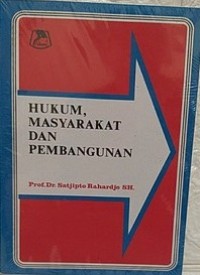 HUKUM,
MASYARAKAT
DAN
PEMBANGUNAN
Prof. Dr. Satjipto Rahardjo SH.